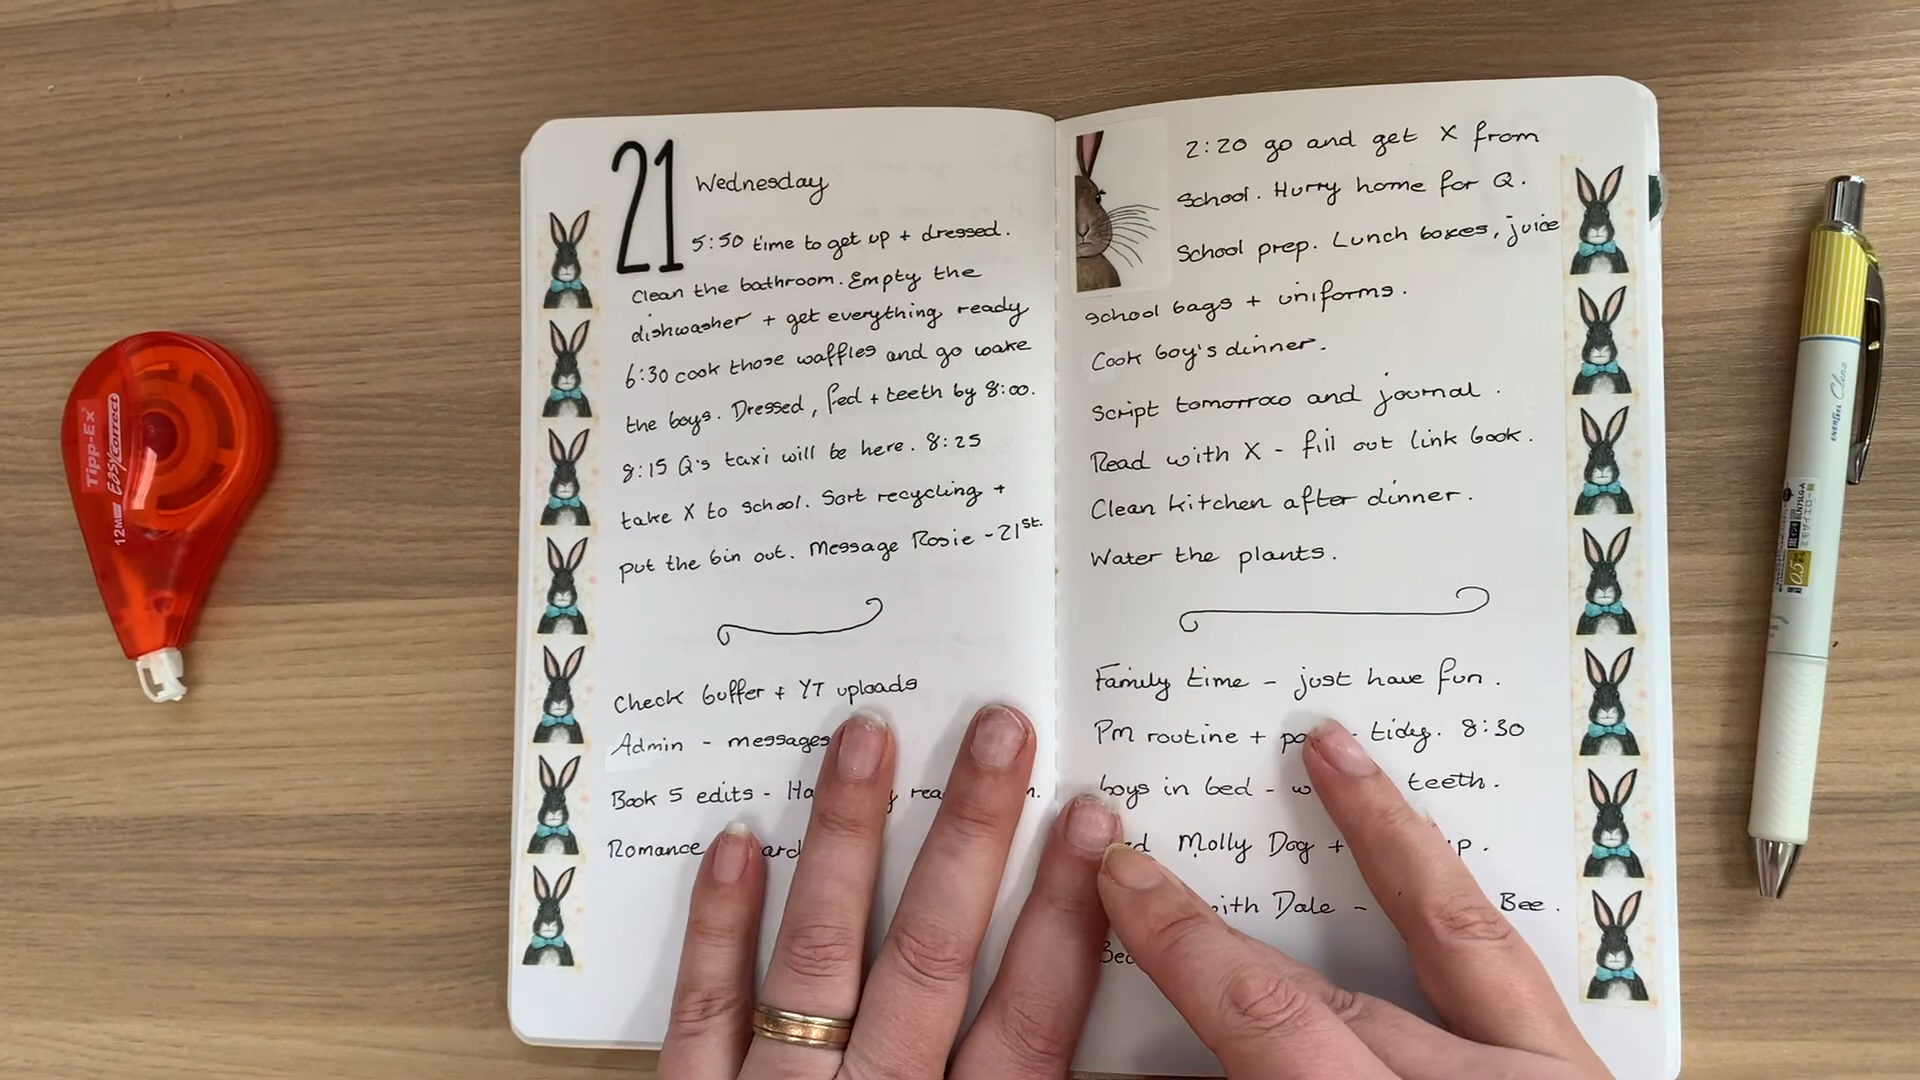 21
Wednesday
5:50 time to get up + dressed.
Clean the bathroom. Empty the
dishwasher + get everything ready
6:30 cook those waffles and go wake
the boys. Dressed, fed + teeth by 8:00.
8:15 Q's taxi will be here. 8:25
take X to school. Sort recycling +
put the bin out. Message Rosie - 21st.
Check buffer + YT uploads
Admin - messages
Book 5 edits -
Romance
2:20 go and get X from
School. Hurry home for Q.
School prep. Lunch boxes, juice
school bags + uniforms.
Cook boy's dinner.
Script tomorrow and journal.
Read with X - fill out link book.
Clean kitchen after dinner.
Water the plants.
Family time - just have fun.
Pm routine + - tidy. 8:30
boys in bed - teeth.
Molly Dog +
with Dale - Bee.
Tipp-Ex
EASYcorrect
12M
ENERGEL Clena
BLN75LG-A
0.5